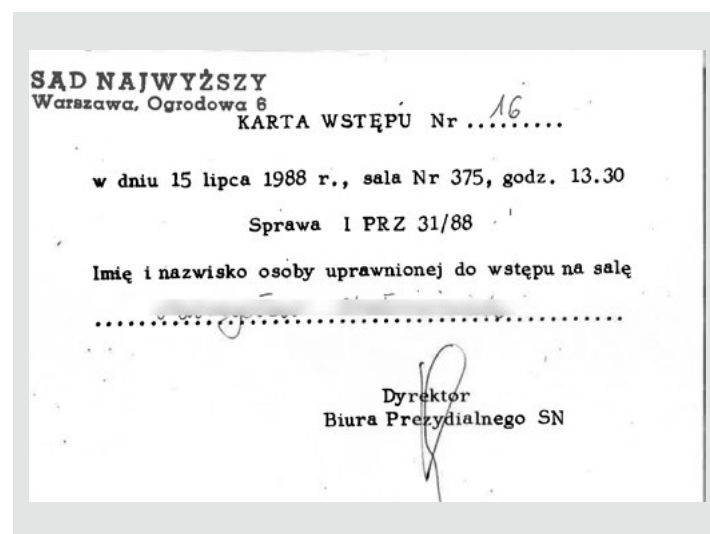 SĄD NAJWYŻSZY
Warszawa, Ogrodowa 6
KARTA WSTĘPU Nr ...16......
w dniu 15 lipca 1988 r., sala Nr 375, godz. 13.30
Sprawa I PRZ 31/88
Imię i nazwisko osoby uprawnionej do wstępu na salę
Dyrektor
Biura Prezydialnego SN